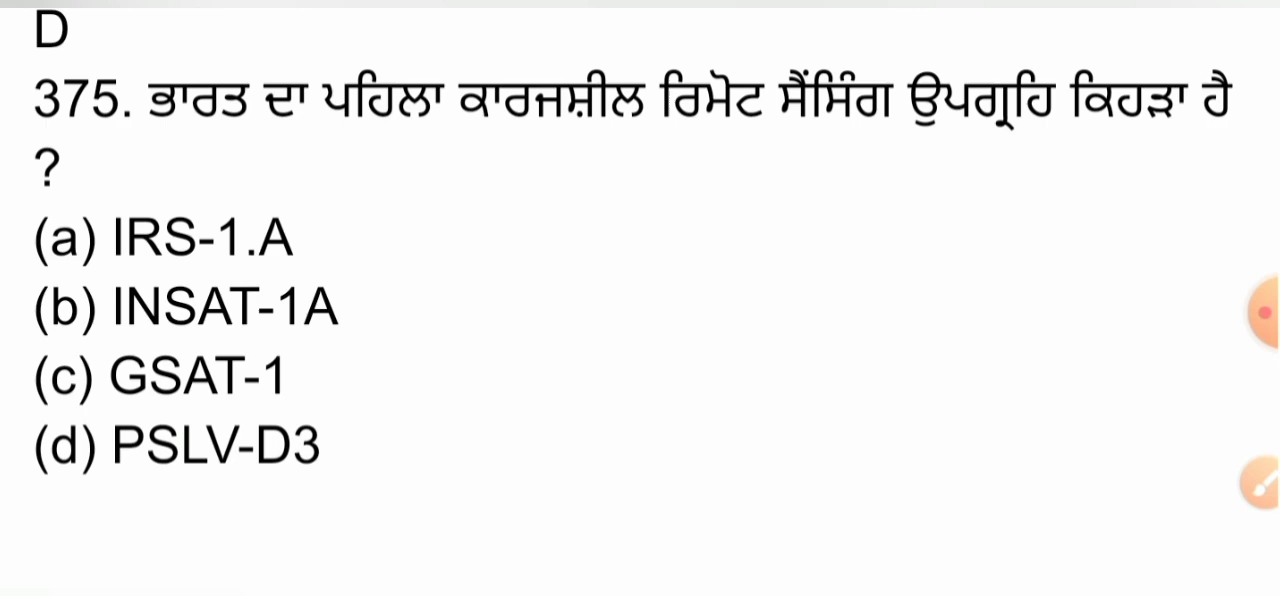 D
375. ਭਾਰਤ ਦਾ ਪਹਿਲਾ ਕਾਰਜਸ਼ੀਲ ਰਿਮੋਟ ਸੈਂਸਿੰਗ ਉਪਗ੍ਰਹਿ ਕਿਹੜਾ ਹੈ
?
(a) IRS-1.A
(b) INSAT-1A
(c) GSAT-1
(d) PSLV-D3